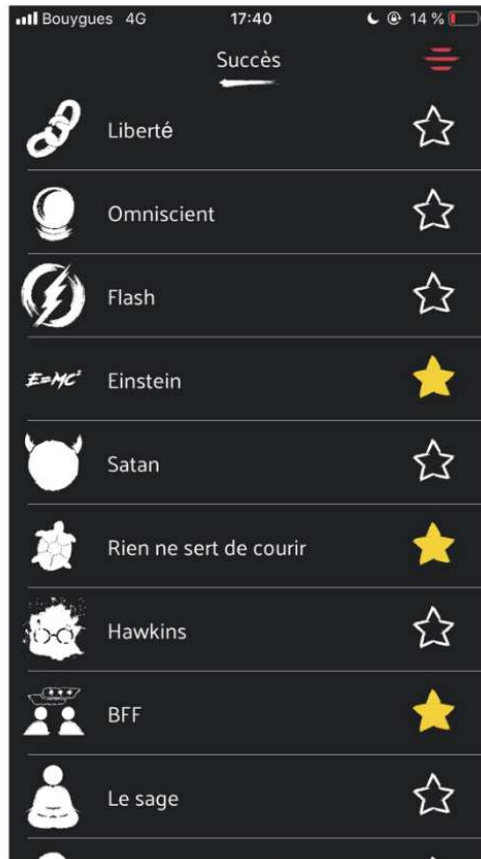 Bouygues 4G 17:40 14 %
Succès
Liberté
Omniscient
Flash
E=MC² Einstein
Satan
Rien ne sert de courir
Hawkins
BFF
Le sage